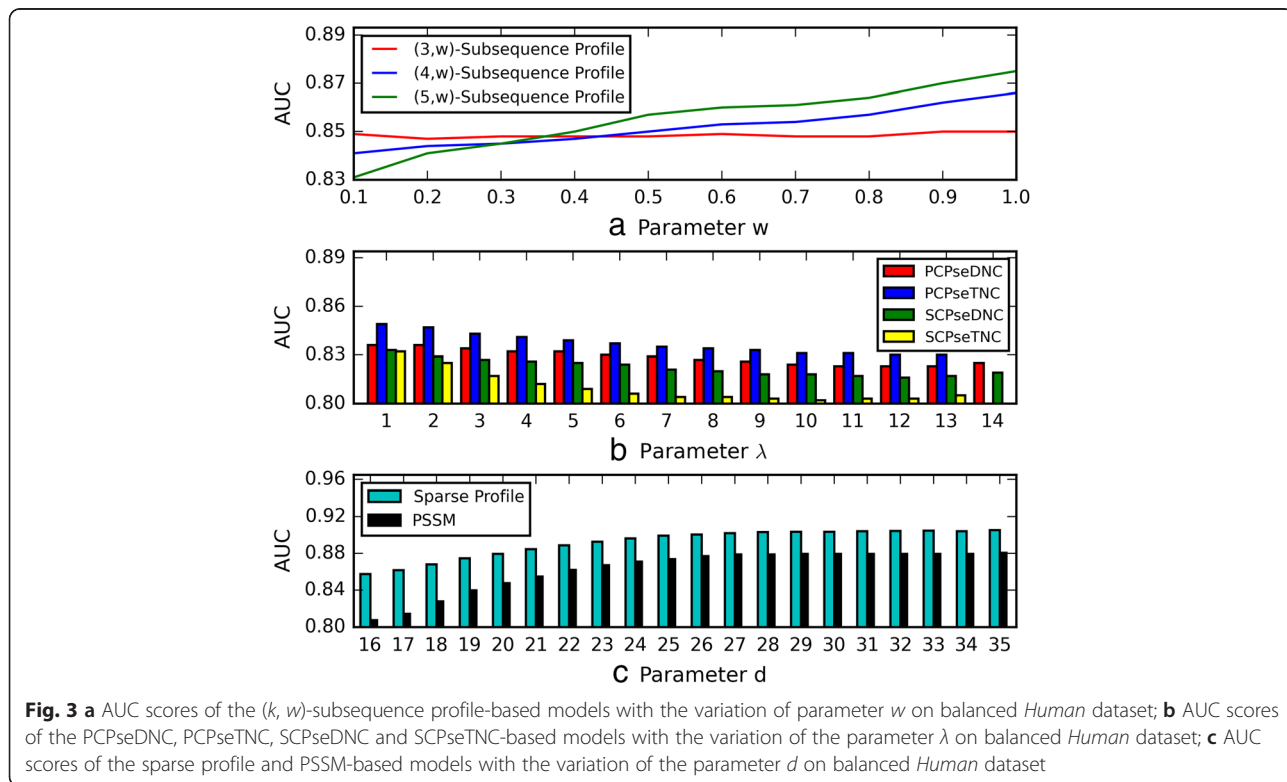 0.89
0.87
0.85
0.83
AUC
(3,w)-Subsequence Profile
(4,w)-Subsequence Profile
(5,w)-Subsequence Profile
0.1 0.2 0.3 0.4 0.5 0.6 0.7 0.8 0.9 1.0
a Parameter w
0.89
0.86
0.83
0.80
AUC
PCPseDNC
PCPseTNC
SCPseDNC
SCPseTNC
1 2 3 4 5 6 7 8 9 10 11 12 13 14
b Parameter λ
0.96
0.92
0.88
0.84
0.80
AUC
Sparse Profile
PSSM
16 17 18 19 20 21 22 23 24 25 26 27 28 29 30 31 32 33 34 35
c Parameter d
Fig. 3 a AUC scores of the (k, w)-subsequence profile-based models with the variation of parameter w on balanced Human dataset; b AUC scores
of the PCPseDNC, PCPseTNC, SCPseDNC and SCPseTNC-based models with the variation of the parameter λ on balanced Human dataset; c AUC
scores of the sparse profile and PSSM-based models with the variation of the parameter d on balanced Human dataset